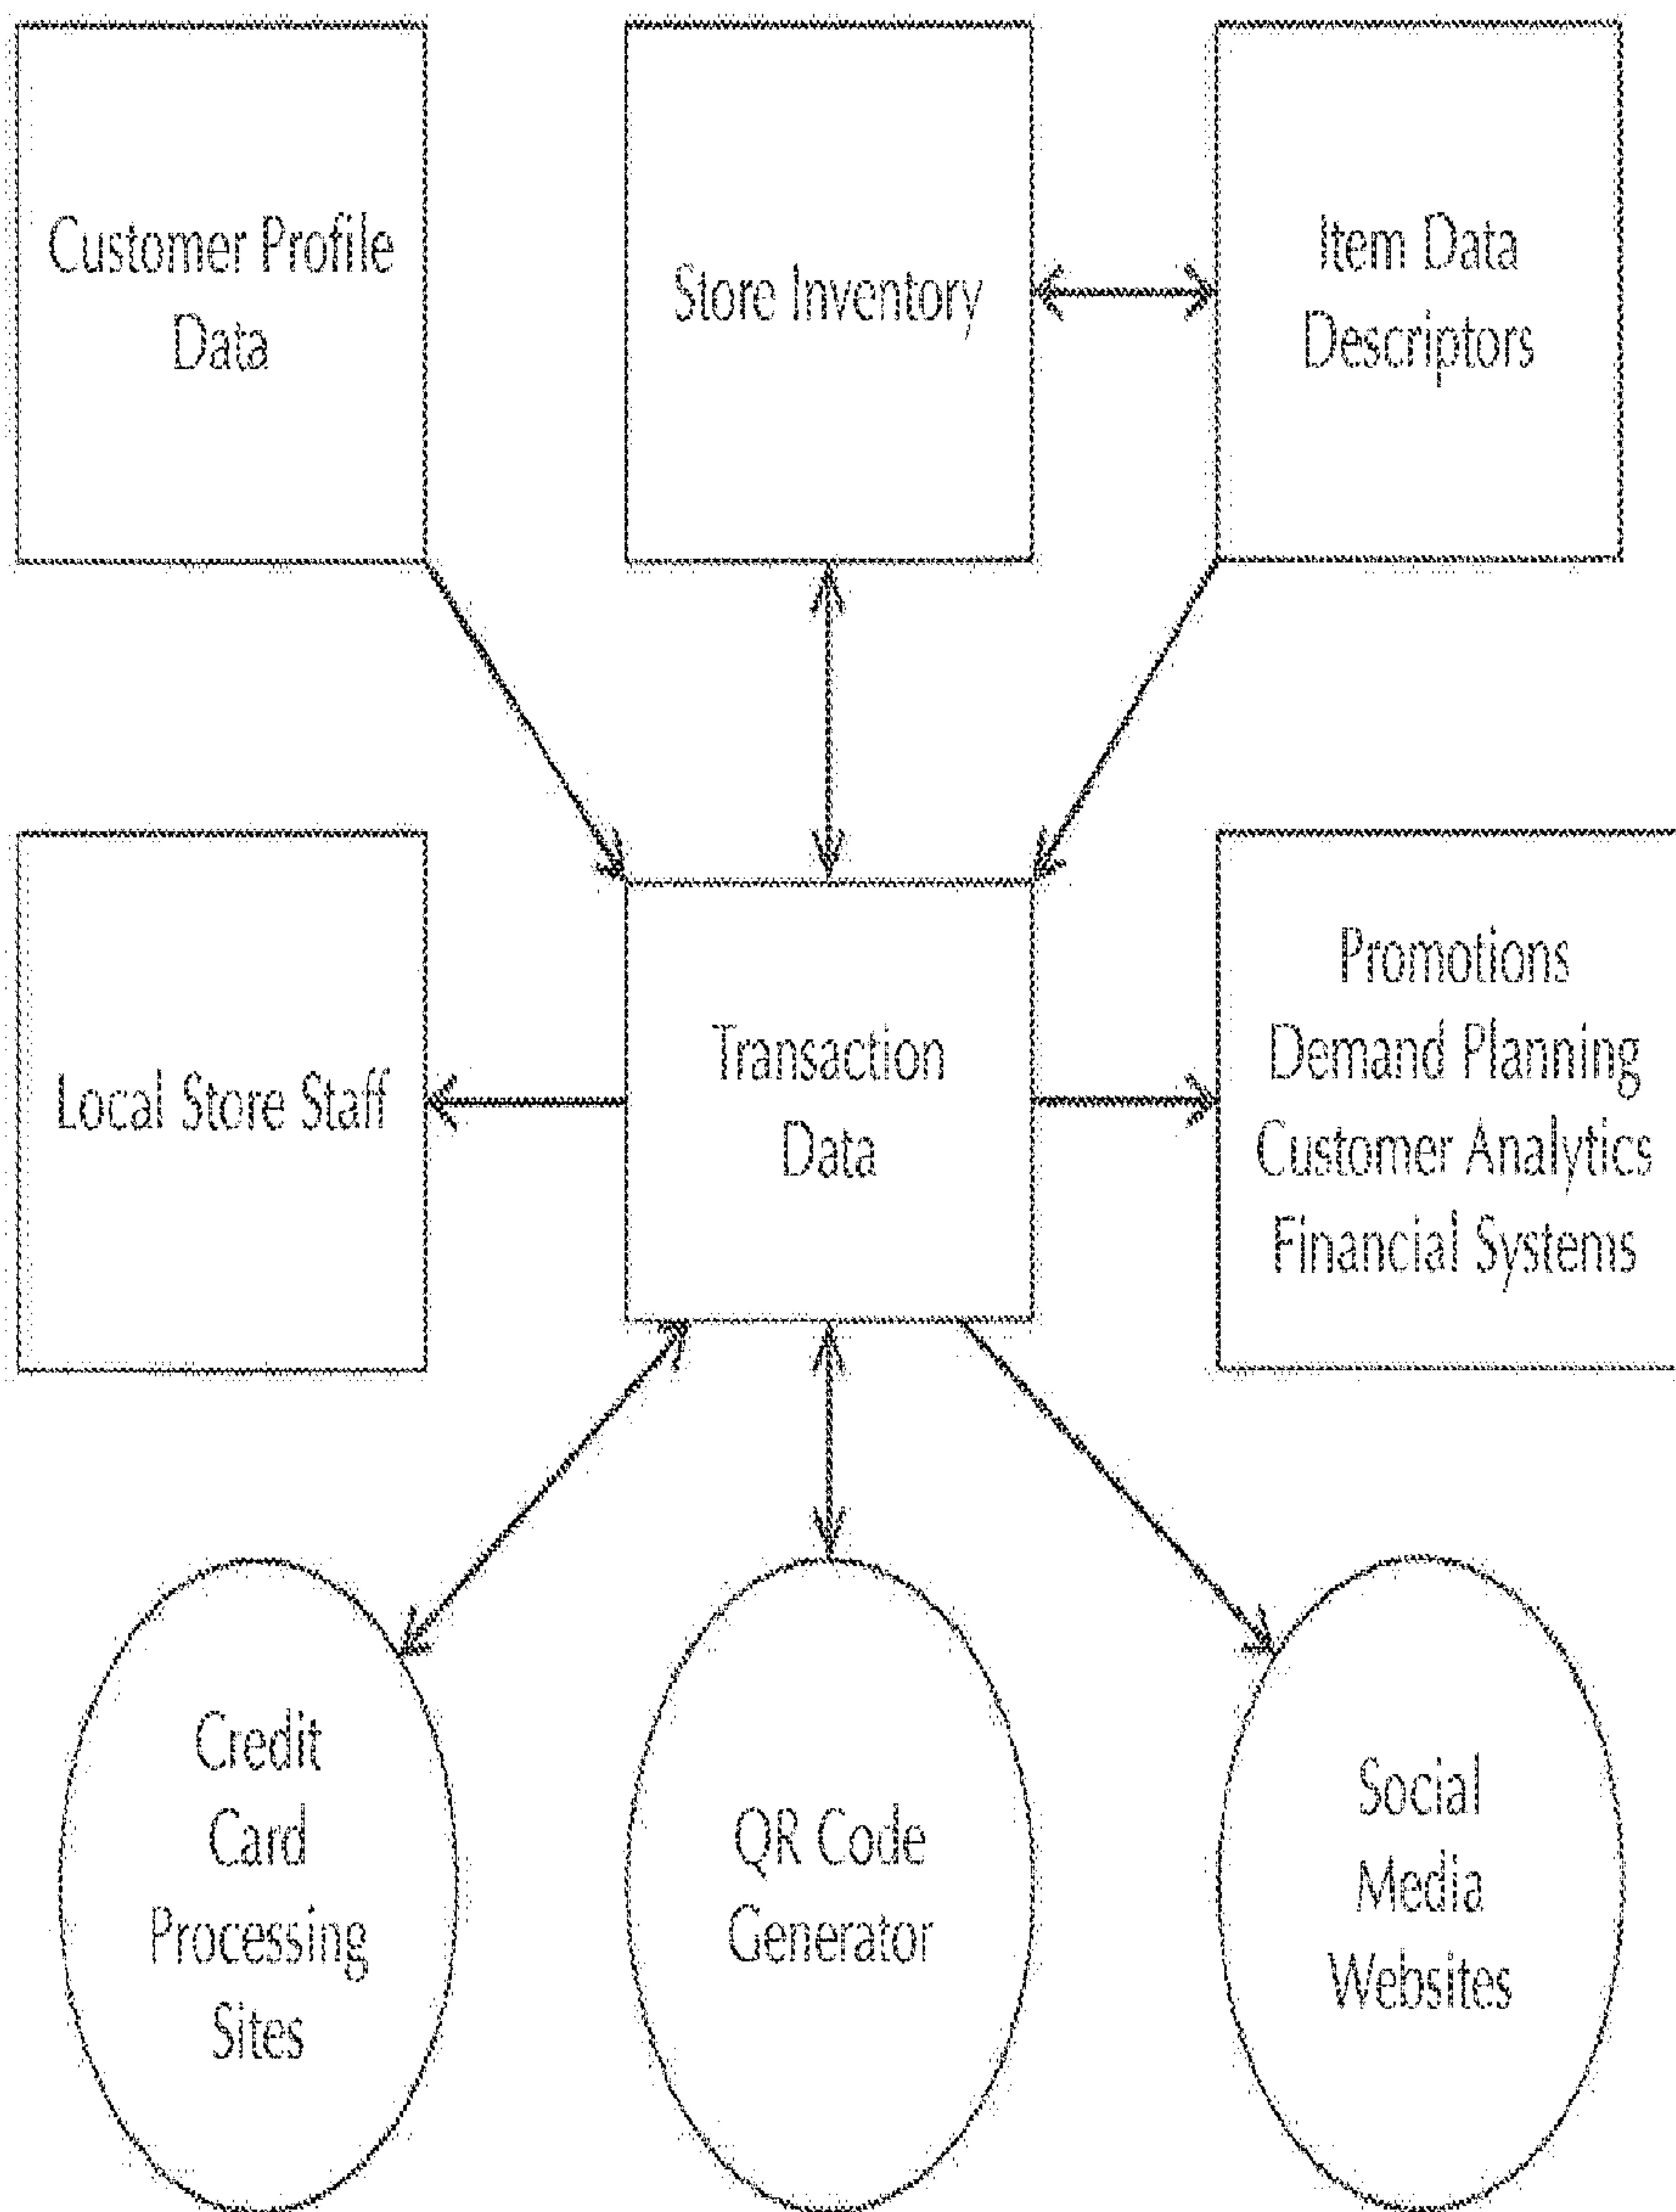 Customer Profile
Data
Store Inventory
Item Data
Descriptors
Local Store Staff
Transaction
Data
Promotions
Demand Planning
Customer Analytics
Financial Systems
Credit
Card
Processing
Sites
QR Code
Generator
Social
Media
Websites